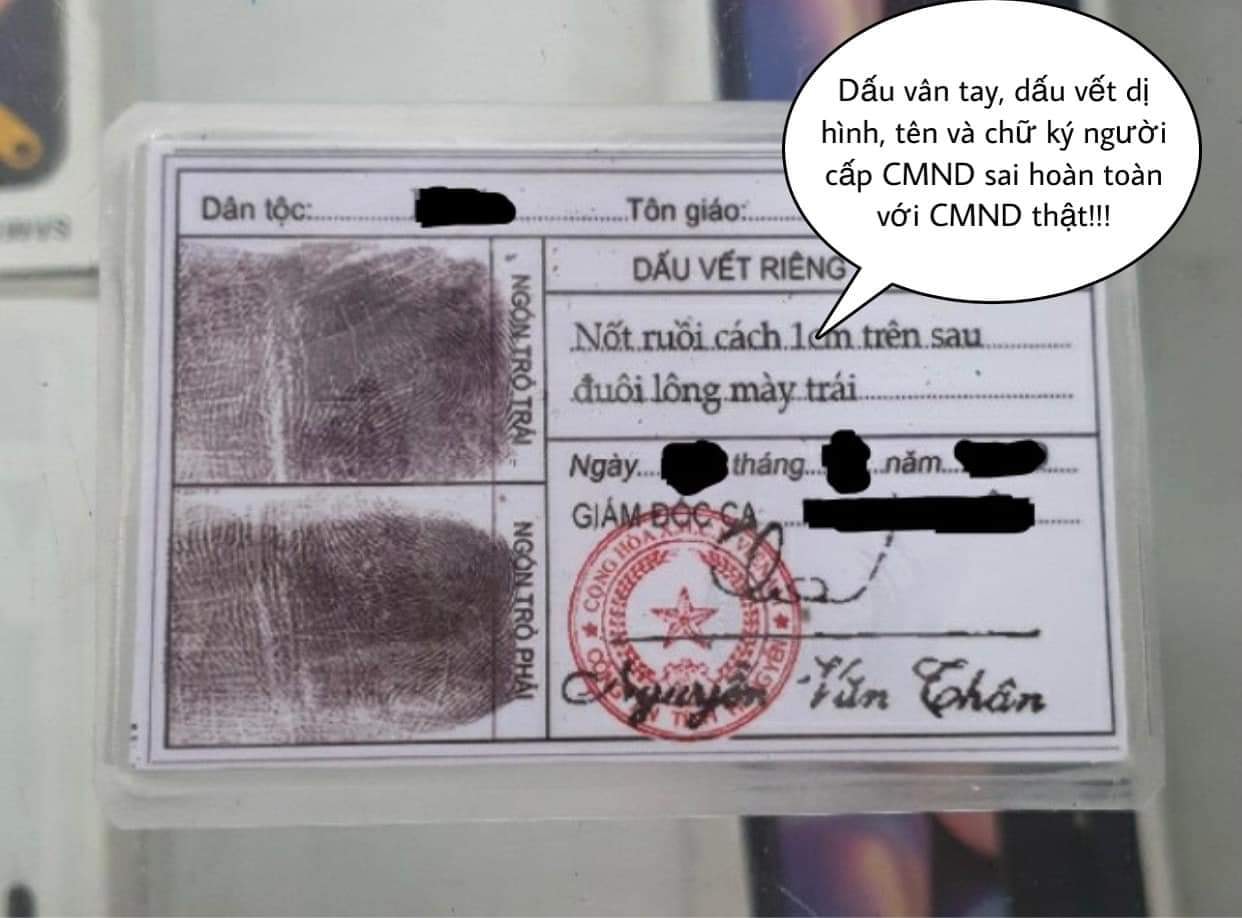 Dấu vân tay, dấu vết dị
hình, tên và chữ ký người
cấp CMND sai hoàn toàn
với CMND thật!!!
Dân tộc: Tôn giáo:
NGÓN TRỎ TRÁI
DẤU VẾT RIÊNG
Nốt ruồi cách 1cm trên sau
đuôi lông mày trái
Ngày tháng năm
GIÁM ĐỐC CA
CỘNG HÒA
NGÓN TRỎ PHẢI
Nguyễn Văn Thân